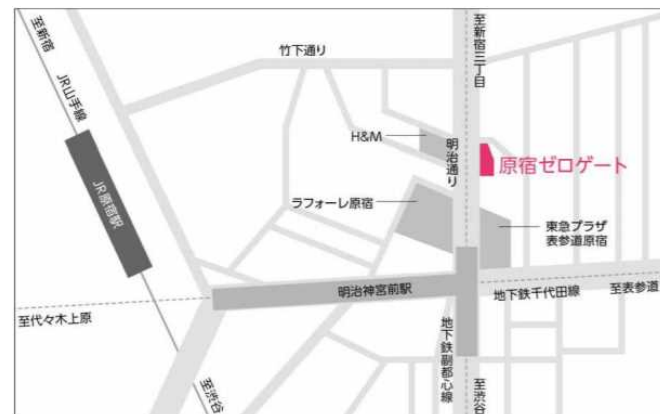 至新宿
JR山手線
JR原宿駅
竹下通り
至新宿三丁目
H&M
明治通り
原宿ゼロゲート
ラフォーレ原宿
東急プラザ
表参道原宿
明治神宮前駅
地下鉄千代田線
至表参道
至代々木上原
地下鉄副都心線
至渋谷
至渋谷